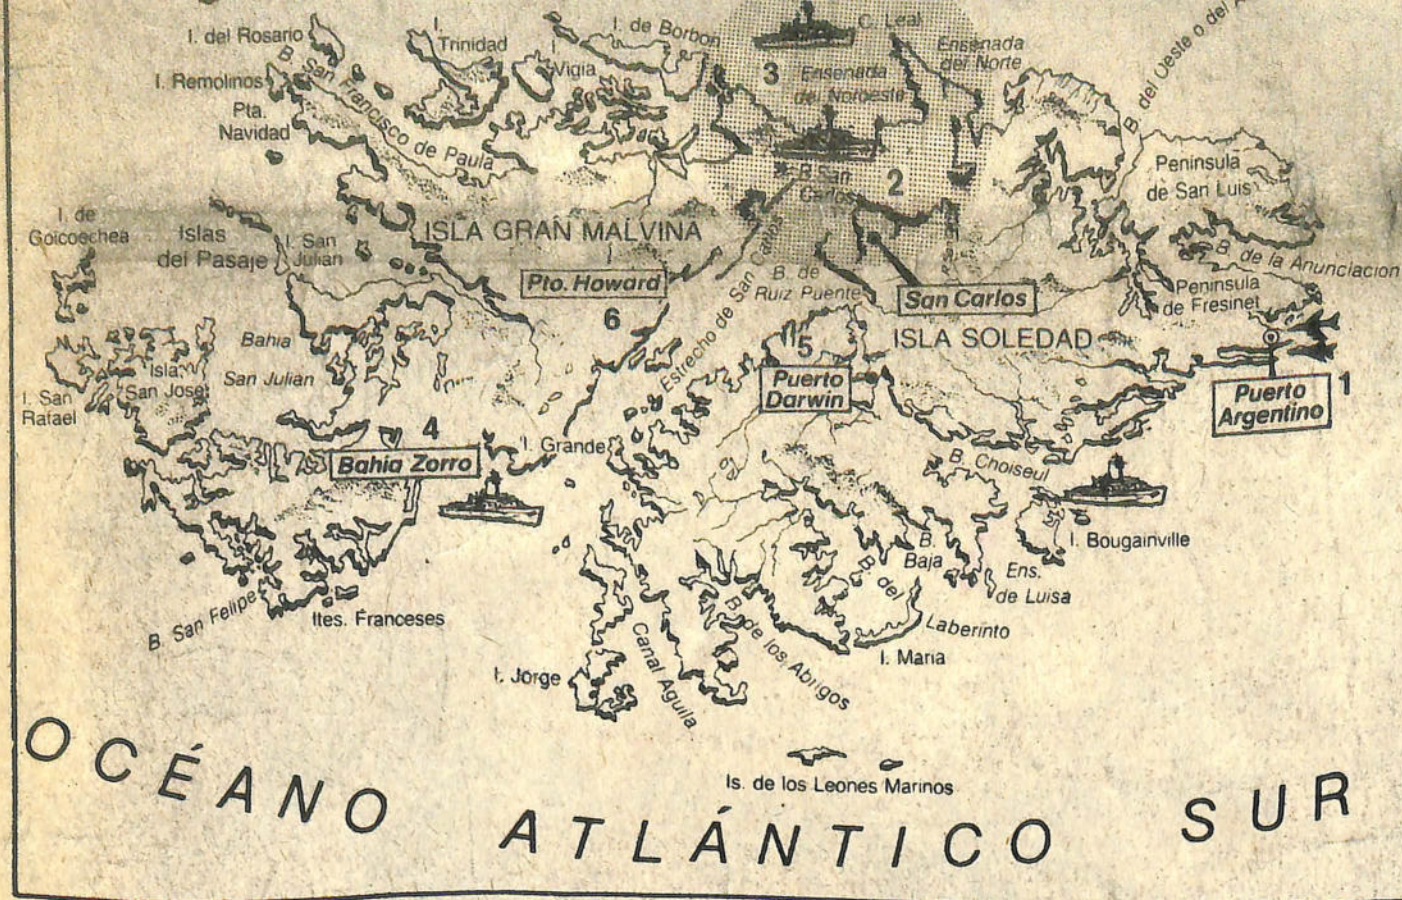 I. del Rosario
I. Remolinos
Pta.
Navidad
B. San Francisco de Paula
I.
Trinidad
I.
Vigia
I. de Borbon
C. Leal
3
Ensenada
del Noroeste
Ensenada
del Norte
B. del Oeste o del
Peninsula
de San Luis
B. San
Carlos
2
I. de
Goicoechea
Islas
del Pasaje
I. San
Julian
ISLA GRAN MALVINA
Pto. Howard
6
Estrecho de San Carlos
B. de
Ruiz Puente
San Carlos
ISLA SOLEDAD
B. de la Anunciacion
Peninsula
de Fresinet
Bahia
San Julian
Isla
San Jose
I. San
Rafael
5
Puerto
Darwin
Puerto
Argentino
1
4
Bahia Zorro
I. Grande
B. Choiseul
I. Bougainville
B.
Baja
Ens.
de Luisa
B. del
Laberinto
I. Maria
B. de los Abrigos
Canal Aguila
I. Jorge
B. San Felipe
Ites. Franceses
Is. de los Leones Marinos
OCÉANO ATLÁNTICO SUR